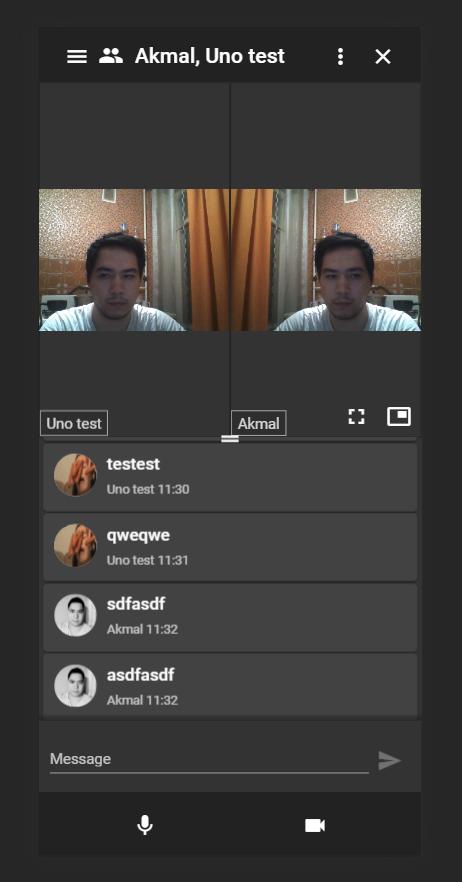 Akmal, Uno test
Uno test
Akmal
testest
Uno test 11:30
qweqwe
Uno test 11:31
sdfasdf
Akmal 11:32
asdfasdf
Akmal 11:32
Message